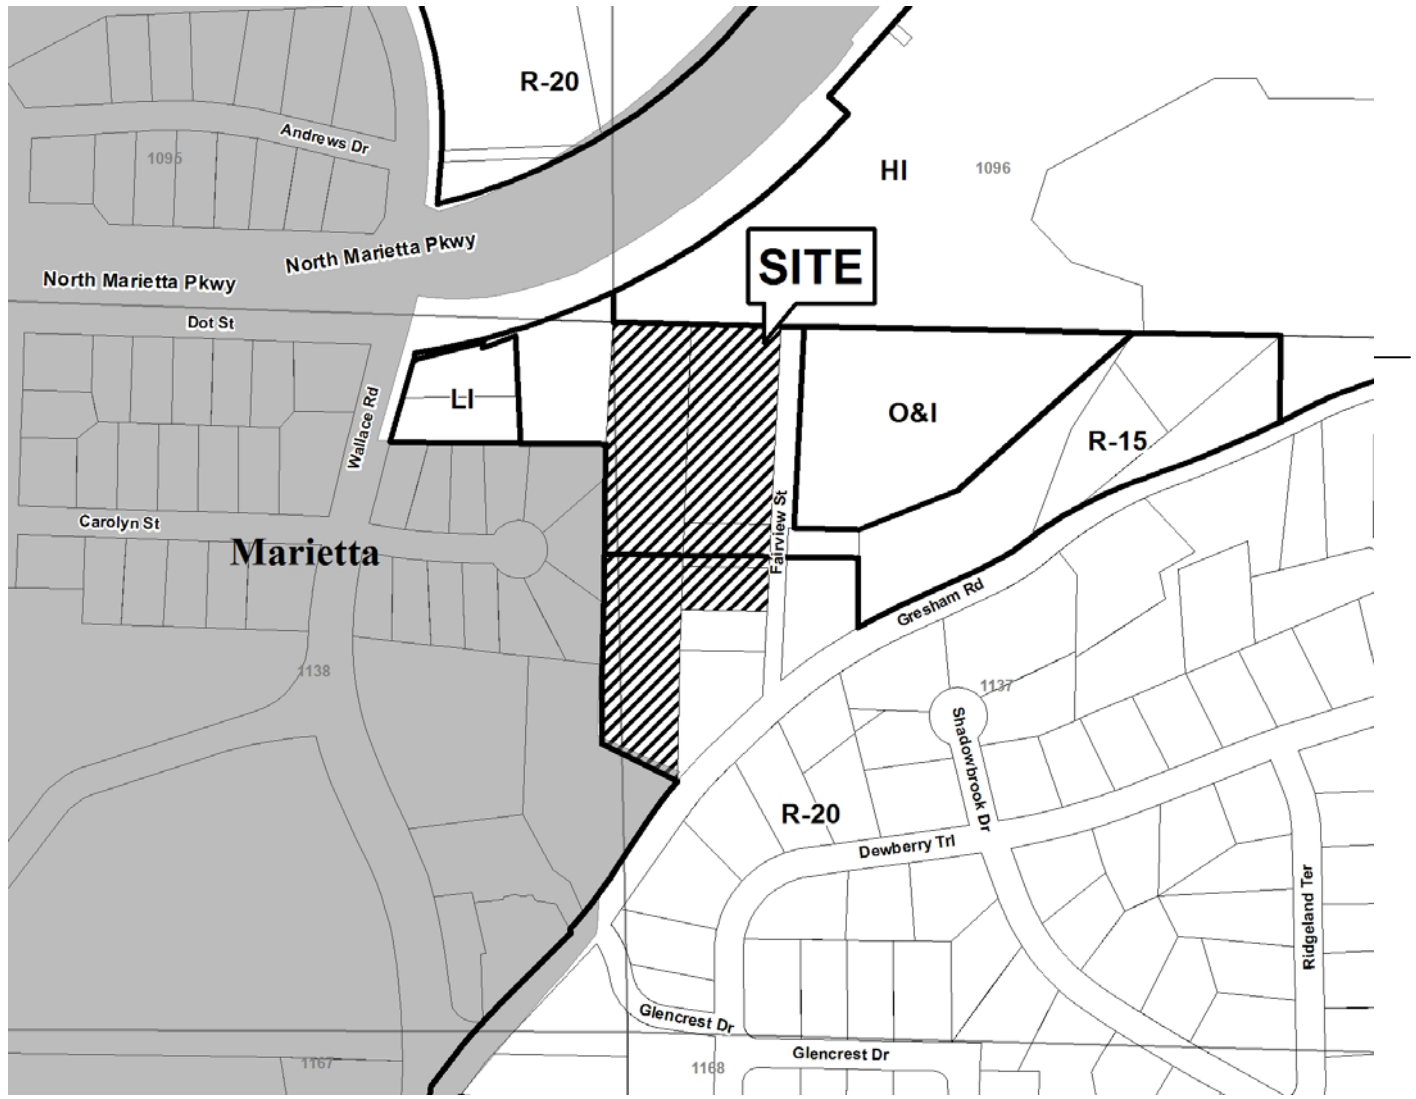 R-20
Andrews Dr
1095
HI
1096
North Marietta Pkwy
SITE
North Marietta Pkwy
Dot St
LI
O&I
Wallace Rd
R-15
Carolyn St
Fairview St
Marietta
Gresham Rd
1138
1137
Shadowbrook Dr
R-20
Dewberry Trl
Ridgeland Ter
Glencrest Dr
Glencrest Dr
1167
1168